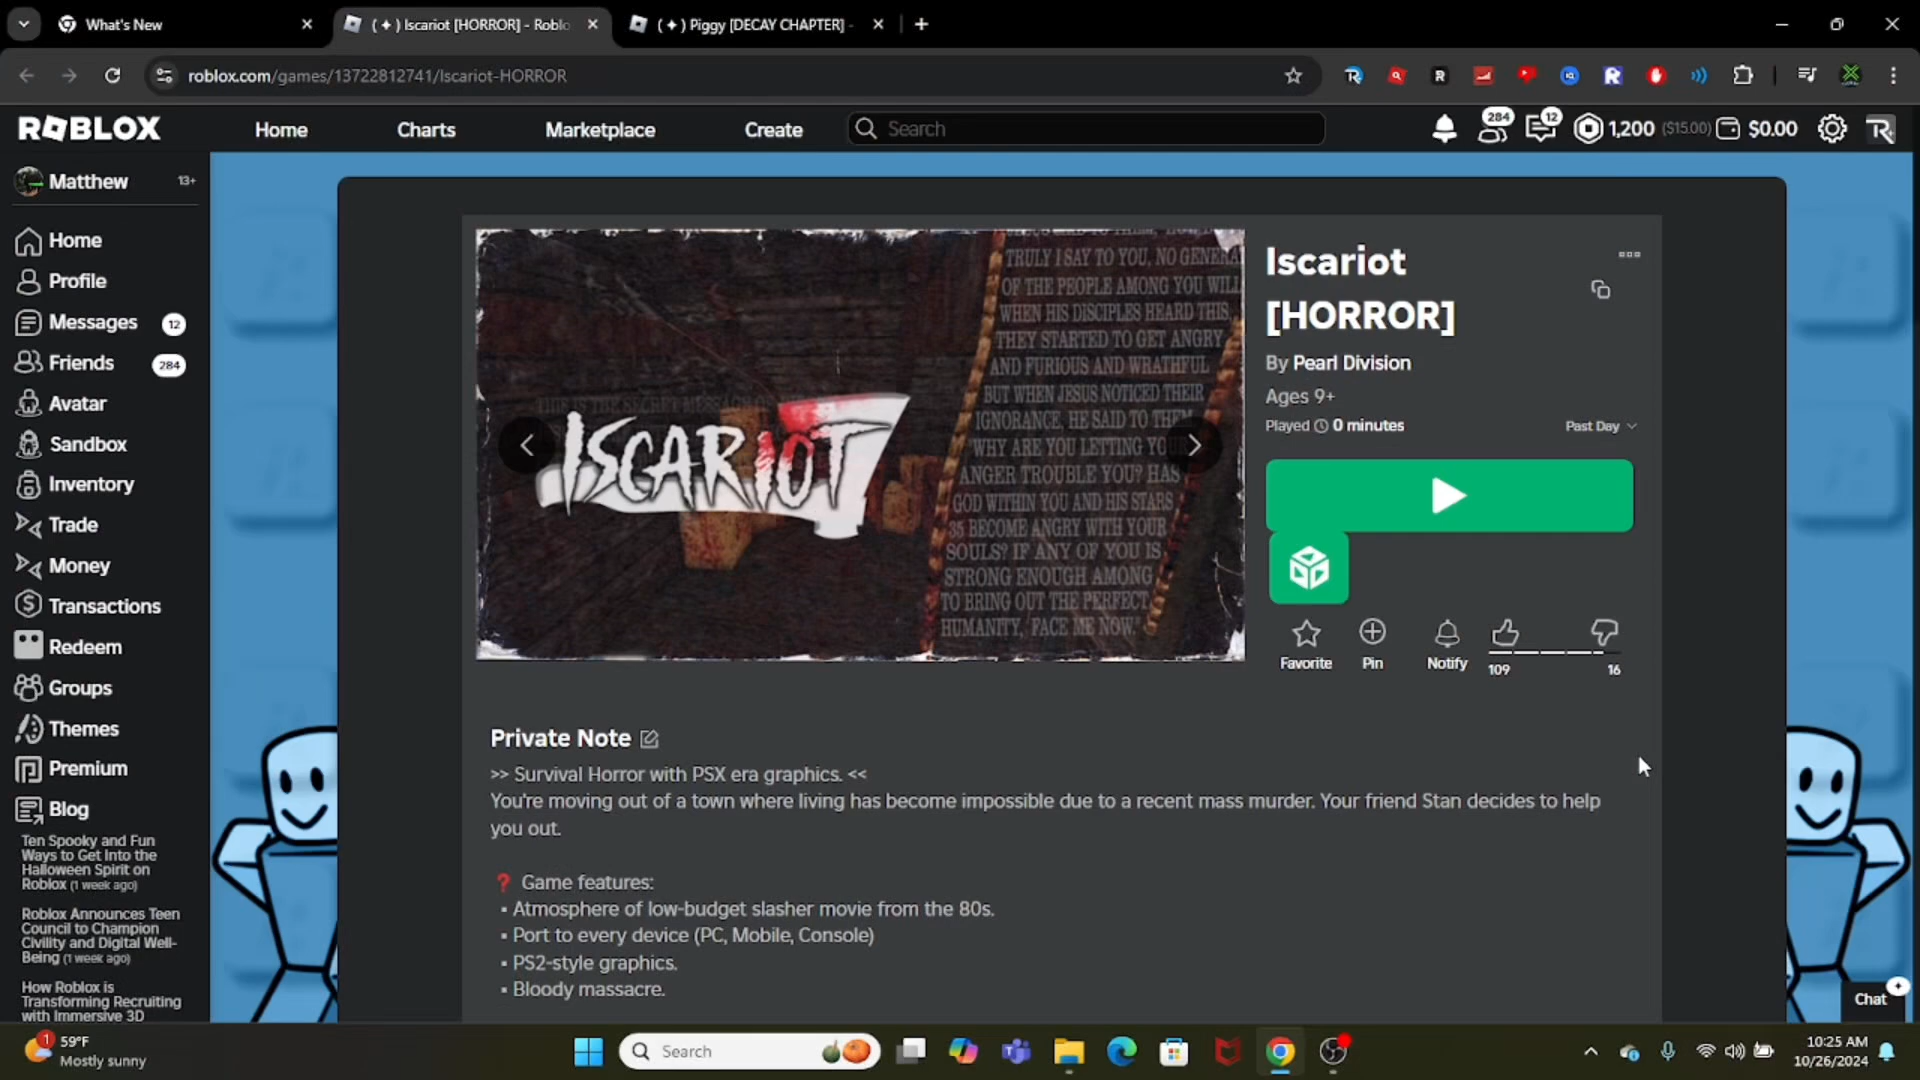 What's New
( ✦ ) Iscariot [HORROR] - Roblo
( ✦ ) Piggy [DECAY CHAPTER] -
roblox.com/games/13722812741/Iscariot-HORROR
ROBLOX
Home
Charts
Marketplace
Create
Search
284
12
1,200 ($15.00)
$0.00
Matthew
13+
Home
Profile
Messages 12
Friends 284
Avatar
Sandbox
Inventory
Trade
Money
Transactions
Redeem
Groups
Themes
Premium
Blog
Ten Spooky and Fun
Ways to Get Into the
Halloween Spirit on
Roblox (1 week ago)
Roblox Announces Teen
Council to Champion
Civility and Digital Well-
Being (1 week ago)
How Roblox is
Transforming Recruiting
with Immersive 3D
ISCARIOT
TRULY I SAY TO YOU, NO GENERA
OF THE PEOPLE AMONG YOU WILL
WHEN HIS DISCIPLES HEARD THIS,
THEY STARTED TO GET ANGRY
AND FURIOUS AND WRATHFUL
BUT WHEN JESUS NOTICED THEIR
IGNORANCE, HE SAID TO THEM
"WHY ARE YOU LETTING YOU
ANGER TROUBLE YOU? HAS
GOD WITHIN YOU AND HIS STARS
35 BECOME ANGRY WITH YOUR
SOULS? IF ANY OF YOU IS
STRONG ENOUGH AMONG
TO BRING OUT THE PERFECT
HUMANITY, FACE ME NOW."
Iscariot
[HORROR]
By Pearl Division
Ages 9+
Played 0 minutes
Past Day
Favorite
Pin
Notify
109
16
Private Note
>> Survival Horror with PSX era graphics. <<
You're moving out of a town where living has become impossible due to a recent mass murder. Your friend Stan decides to help
you out.
❓ Game features:
▪ Atmosphere of low-budget slasher movie from the 80s.
▪ Port to every device (PC, Mobile, Console)
▪ PS2-style graphics.
▪ Bloody massacre.
Chat
1
59°F
Mostly sunny
Search
10:25 AM
10/26/2024